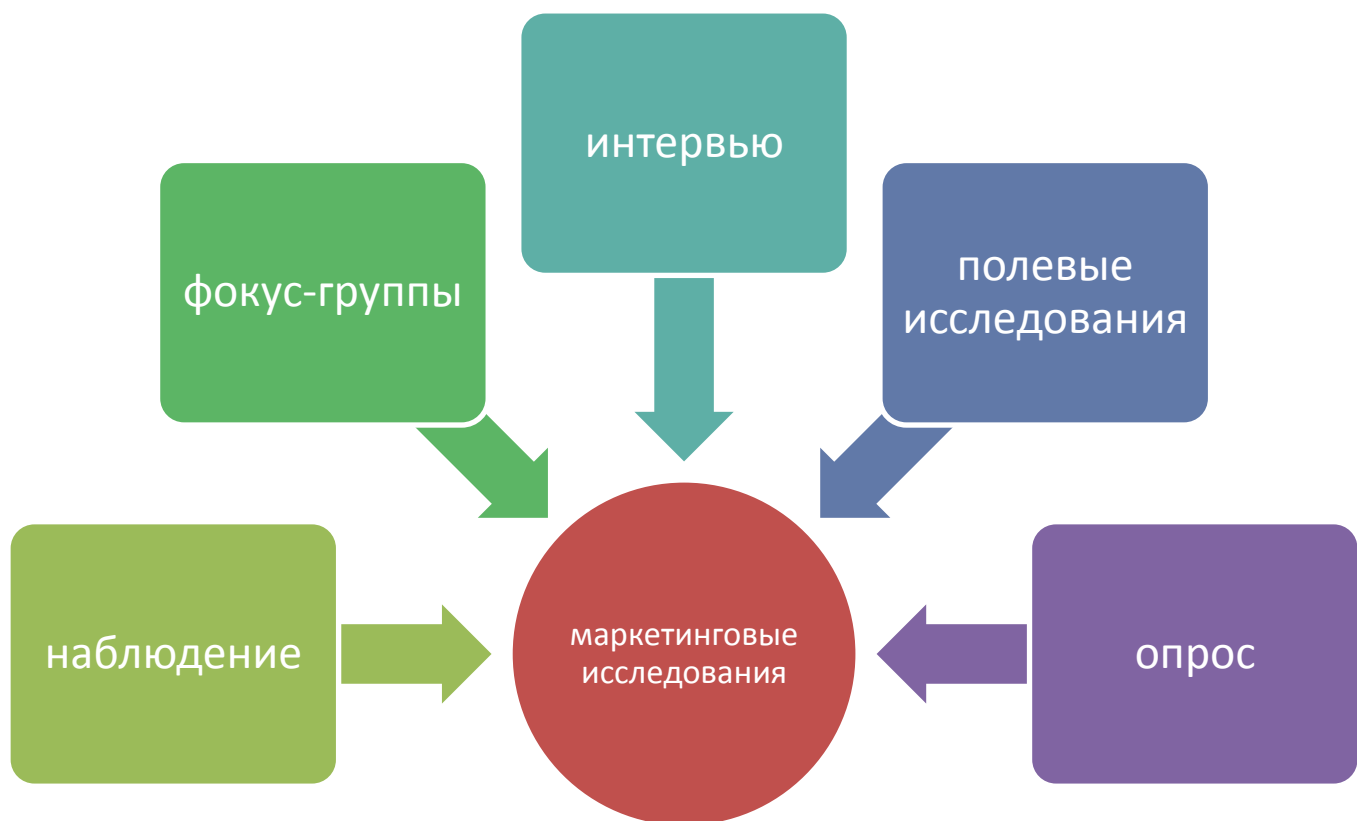 интервью
фокус-группы
полевые
исследования
наблюдение
маркетинговые
исследования
опрос